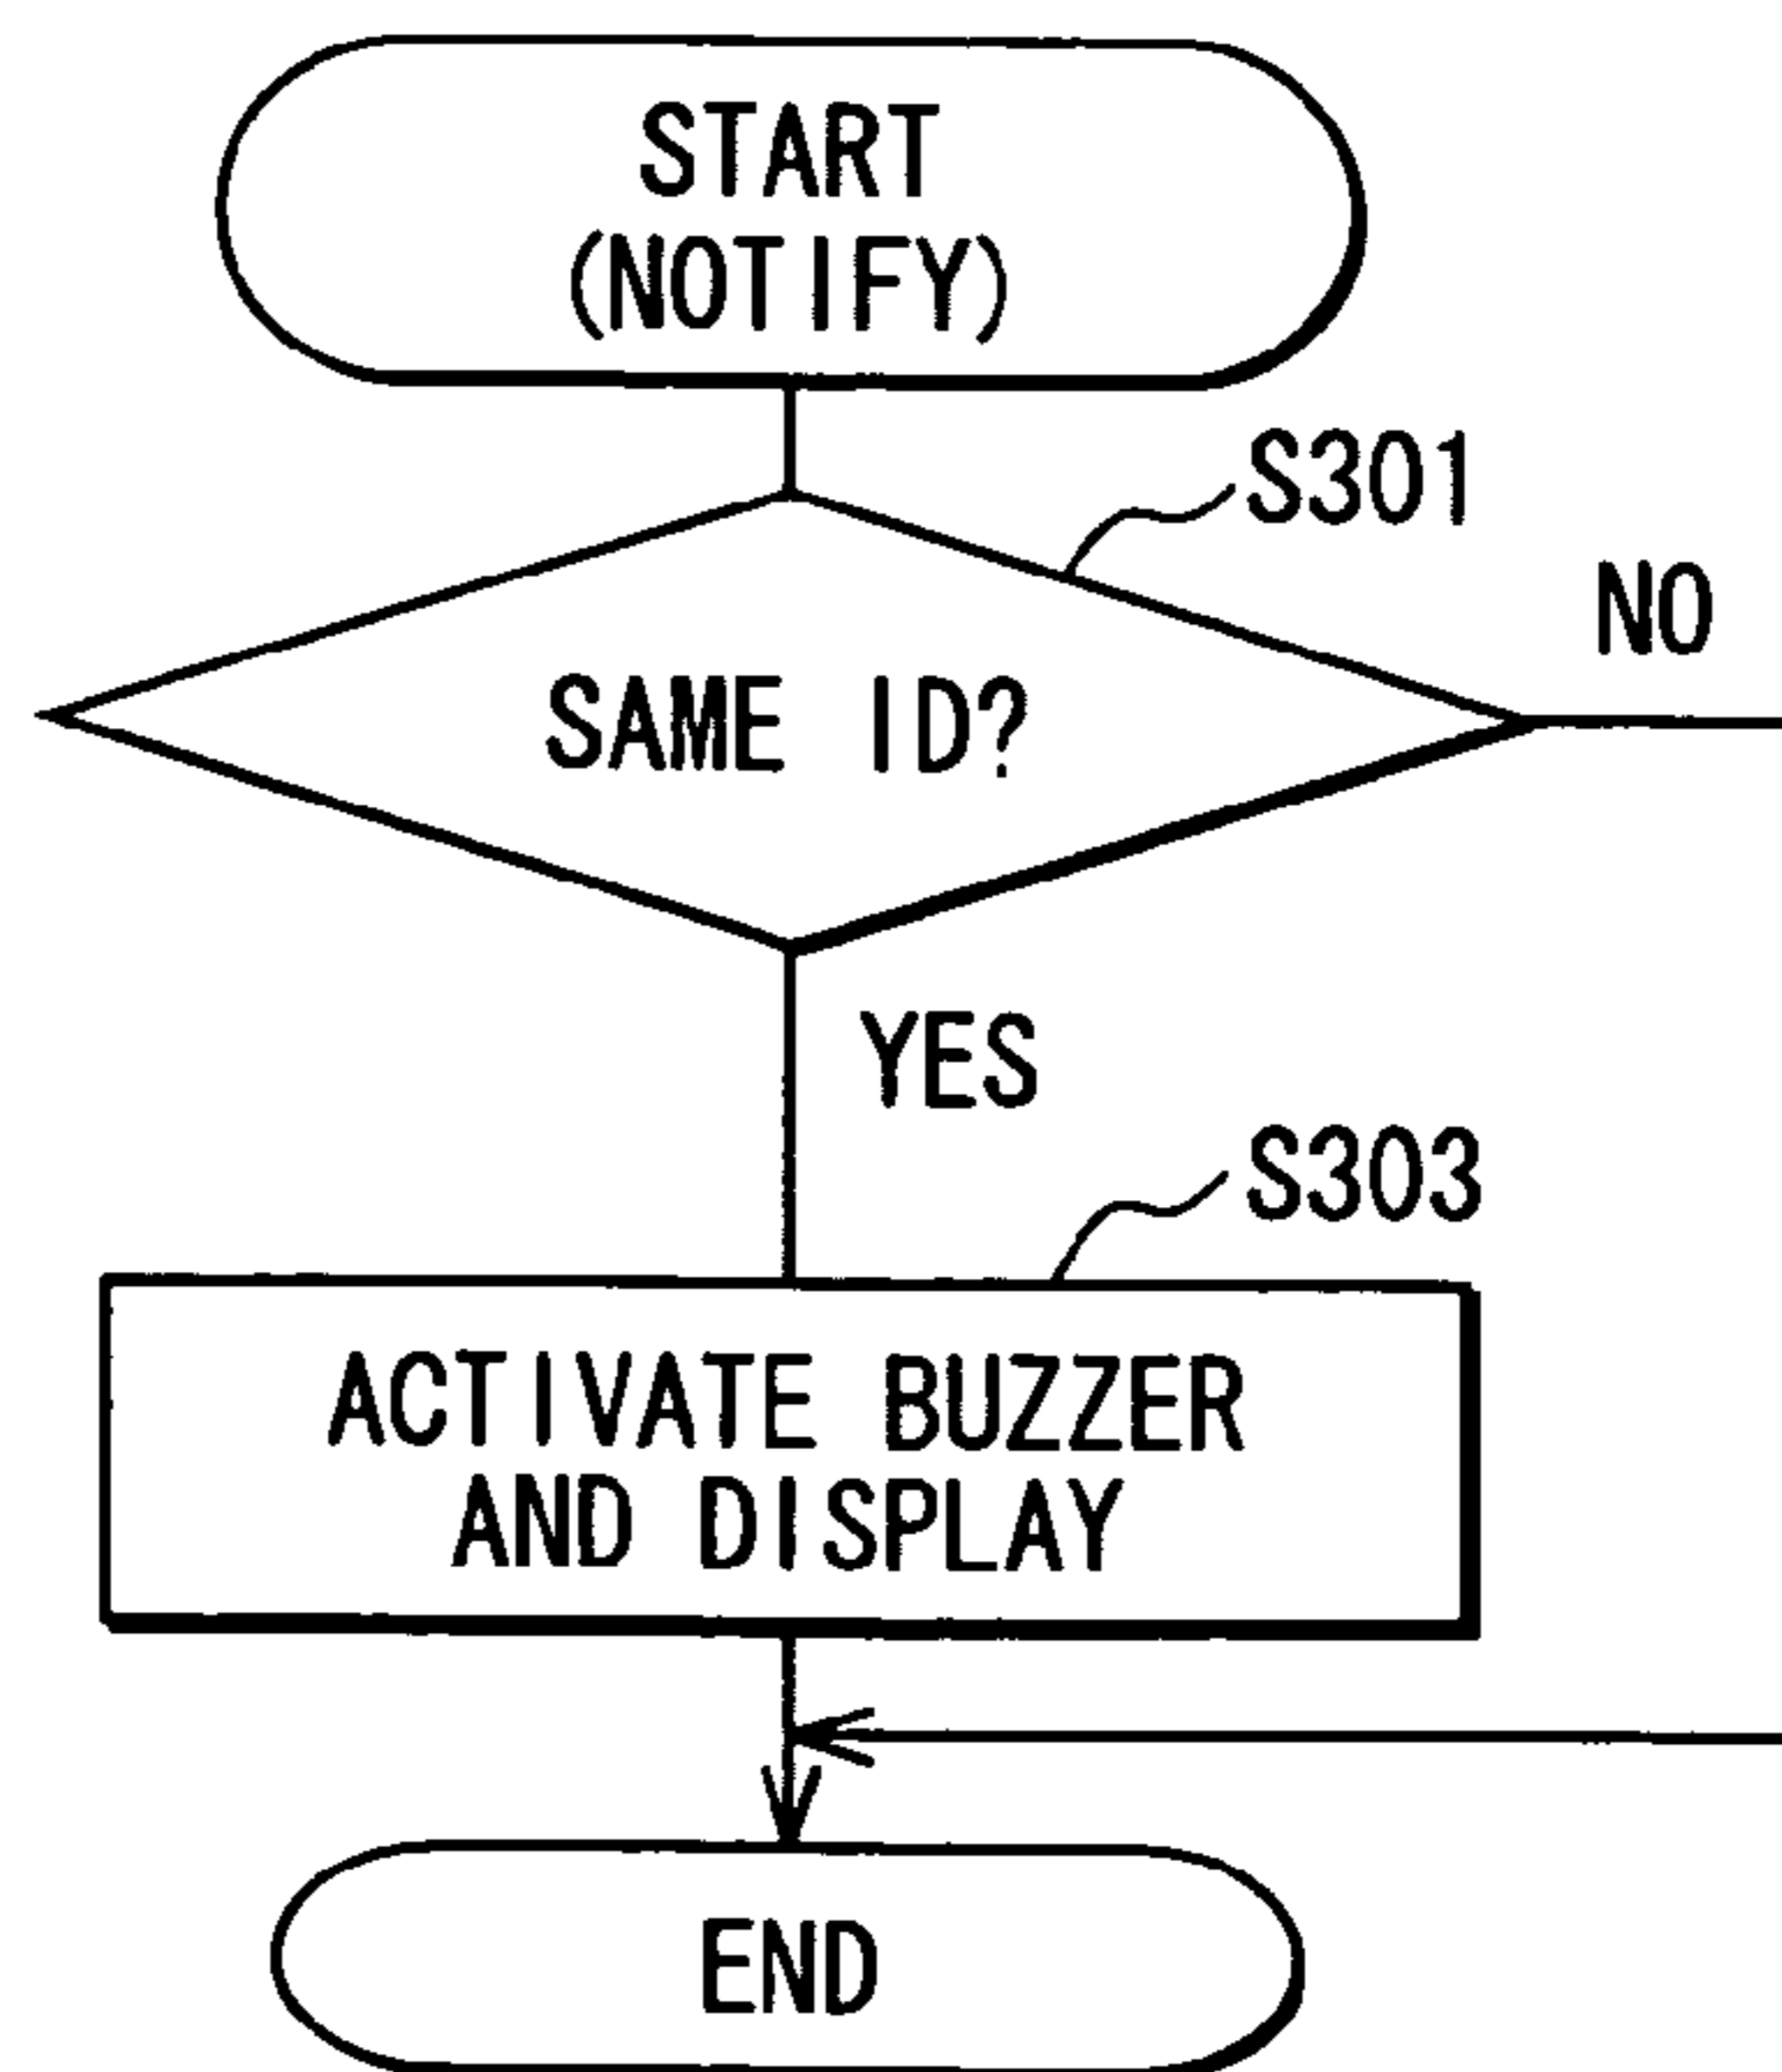 START
(NOTIFY)
S301
NO
SAME ID?
YES
S303
ACTIVATE BUZZER
AND DISPLAY
END